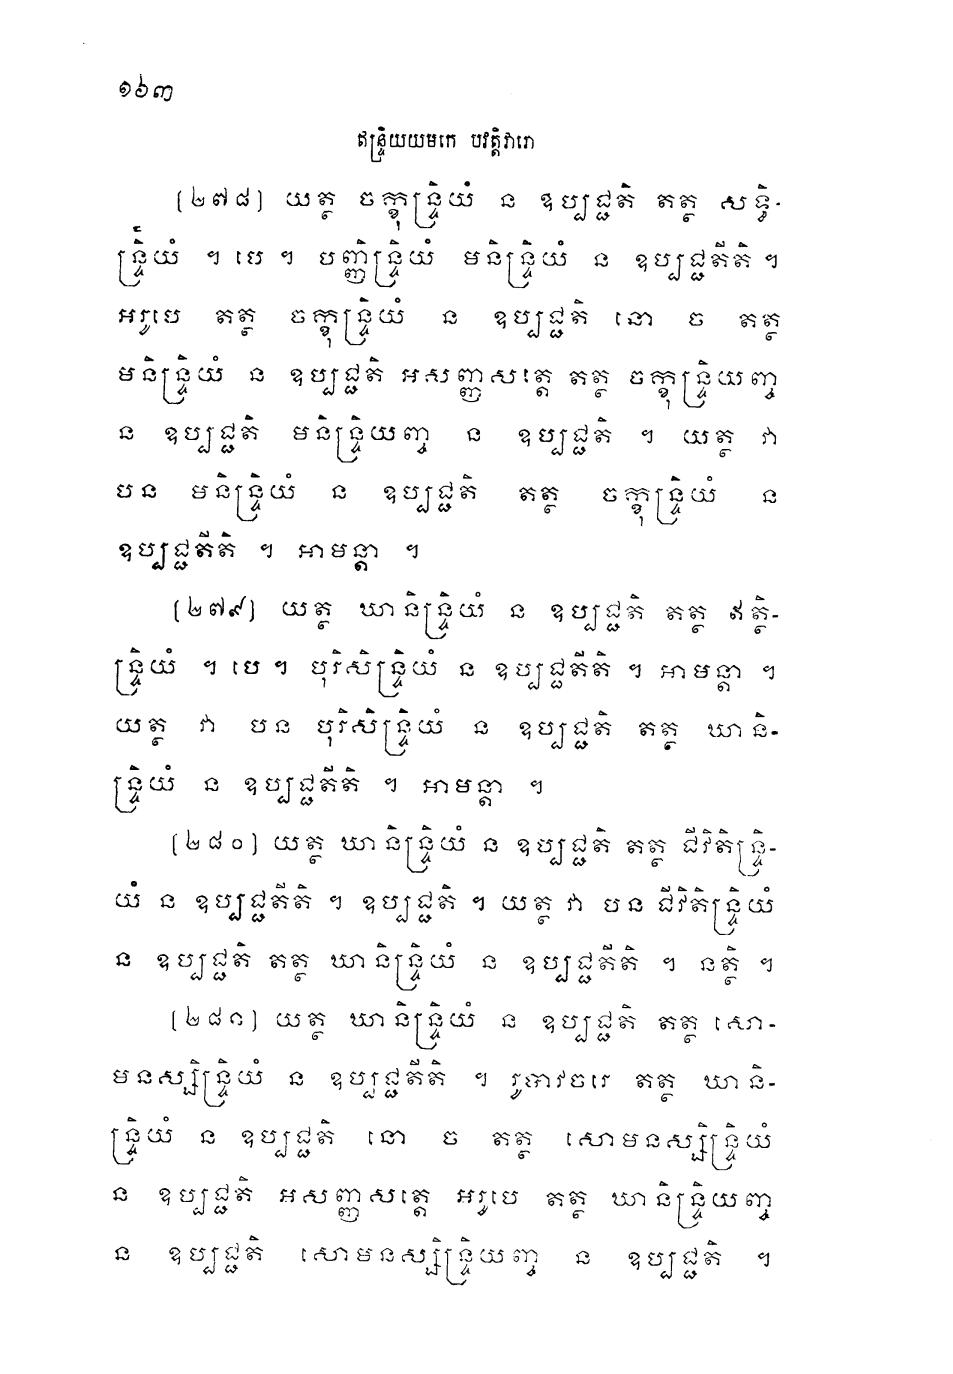 ១៦៣
ឥន្ទ្រិយយមកេ បវត្តិវារោ
[២៧៨] យត្ថ ចក្ខុន្ទ្រិយំ ន ឧប្បជ្ជតិ តត្ថ សទ្ធិ-
ន្ទ្រិយំ ។ បេ ។ បញ្ញិន្ទ្រិយំ មនិន្ទ្រិយំ ន ឧប្បជ្ជតីតិ ។
អរូបេ តត្ថ ចក្ខុន្ទ្រិយំ ន ឧប្បជ្ជតិ នោ ច តត្ថ
មនិន្ទ្រិយំ ន ឧប្បជ្ជតិ អសញ្ញសត្តេ តត្ថ ចក្ខុន្ទ្រិយញ្ច
ន ឧប្បជ្ជតិ មនិន្ទ្រិយញ្ច ន ឧប្បជ្ជតិ ។ យត្ថ វា
បន មនិន្ទ្រិយំ ន ឧប្បជ្ជតិ តត្ថ ចក្ខុន្ទ្រិយំ ន
ឧប្បជ្ជតីតិ ។ អាមន្តា ។
[២៧៩] យត្ថ ឃានិន្ទ្រិយំ ន ឧប្បជ្ជតិ តត្ថ ឥត្ថិ-
ន្ទ្រិយំ ។ បេ ។ បុរិសិន្ទ្រិយំ ន ឧប្បជ្ជតីតិ ។ អាមន្តា ។
យត្ថ វា បន បុរិសិន្ទ្រិយំ ន ឧប្បជ្ជតិ តត្ថ ឃានិ-
ន្ទ្រិយំ ន ឧប្បជ្ជតីតិ ។ អាមន្តា ។
[២៨០] យត្ថ ឃានិន្ទ្រិយំ ន ឧប្បជ្ជតិ តត្ថ ជីវិតិន្ទ្រិ-
យំ ន ឧប្បជ្ជតីតិ ។ ឧប្បជ្ជតិ ។ យត្ថ វា បន ជីវិតិន្ទ្រិយំ
ន ឧប្បជ្ជតិ តត្ថ ឃានិន្ទ្រិយំ ន ឧប្បជ្ជតីតិ ។ នត្ថិ ។
[២៨១] យត្ថ ឃានិន្ទ្រិយំ ន ឧប្បជ្ជតិ តត្ថ សោ-
មនស្សិន្ទ្រិយំ ន ឧប្បជ្ជតីតិ ។ រូបាវចរេ តត្ថ ឃានិ-
ន្ទ្រិយំ ន ឧប្បជ្ជតិ នោ ច តត្ថ សោមនស្សិន្ទ្រិយំ
ន ឧប្បជ្ជតិ អសញ្ញសត្តេ អរូបេ តត្ថ ឃានិន្ទ្រិយញ្ច
ន ឧប្បជ្ជតិ សោមនស្សិន្ទ្រិយញ្ច ន ឧប្បជ្ជតិ ។